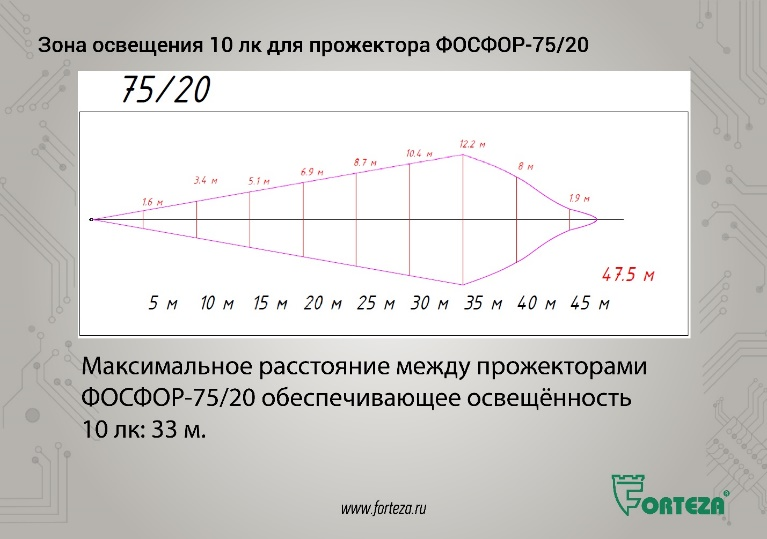 Зона освещения 10 лк для прожектора ФОСФОР-75/20
75/20
1.6 м 3.4 м 5.1 м 6.9 м 8.7 м 10.4 м 12.2 м 8 м 1.9 м
47.5 м
5 м 10 м 15 м 20 м 25 м 30 м 35 м 40 м 45 м
Максимальное расстояние между прожекторами
ФОСФОР-75/20 обеспечивающее освещённость
10 лк: 33 м.
www.forteza.ru
FORTEZA®